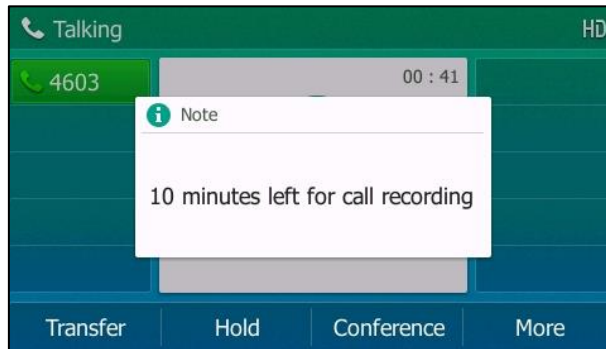 Talking
HD
4603
00 : 41
Note
10 minutes left for call recording
Transfer
Hold
Conference
More